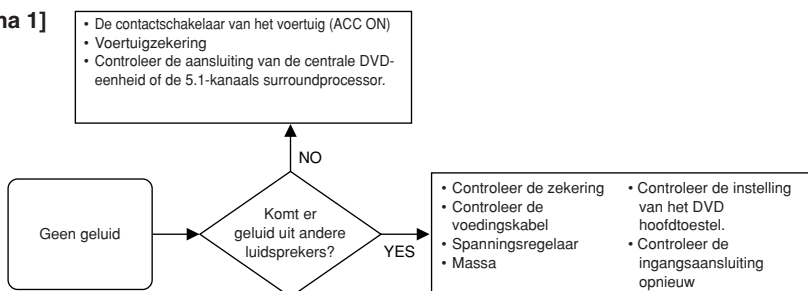 na 1]
• De contactschakelaar van het voertuig (ACC ON)
• Voertuigzekering
• Controleer de aansluiting van de centrale DVD-
eenheid of de 5.1-kanaals surroundprocessor.
NO
Geen geluid
Komt er
geluid uit andere
luidsprekers?
YES
• Controleer de zekering
• Controleer de
voedingskabel
• Spanningsregelaar
• Massa
• Controleer de instelling
van het DVD
hoofdtoestel.
• Controleer de
ingangsaansluiting
opnieuw